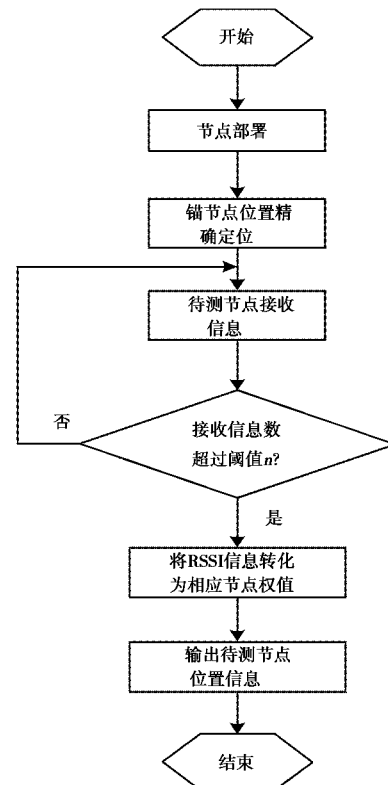 开始
节点部署
锚节点位置精
确定位
待测节点接收
信息
接收信息数
超过阈值n?
否
是
将RSSI信息转化
为相应节点权值
输出待测节点
位置信息
结束